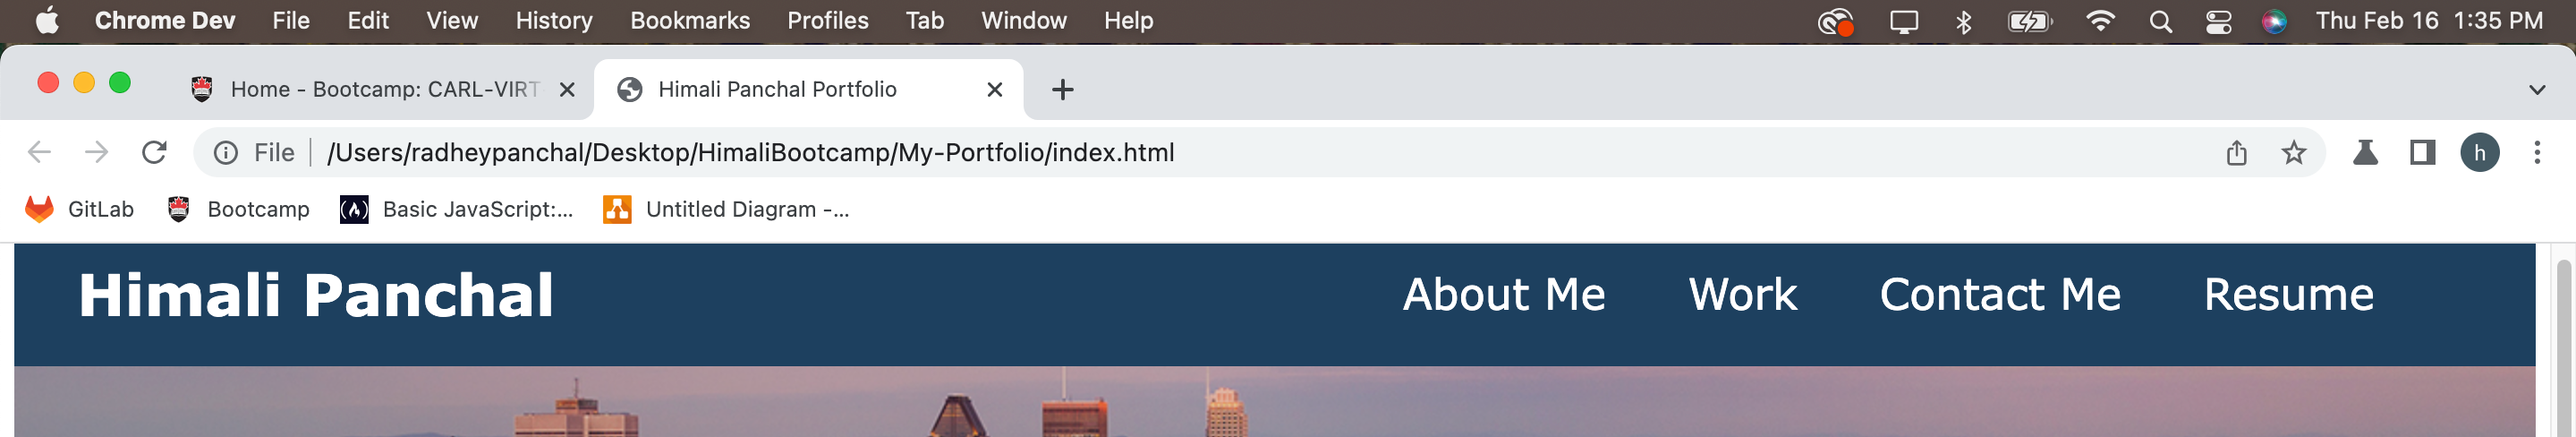 Chrome Dev File Edit View History Bookmarks Profiles Tab Window Help Thu Feb 16 1:35 PM
Home - Bootcamp: CARL-VIRT Himali Panchal Portfolio
File /Users/radheypanchal/Desktop/HimaliBootcamp/My-Portfolio/index.html h
GitLab Bootcamp Basic JavaScript:... Untitled Diagram -...
Himali Panchal About Me Work Contact Me Resume